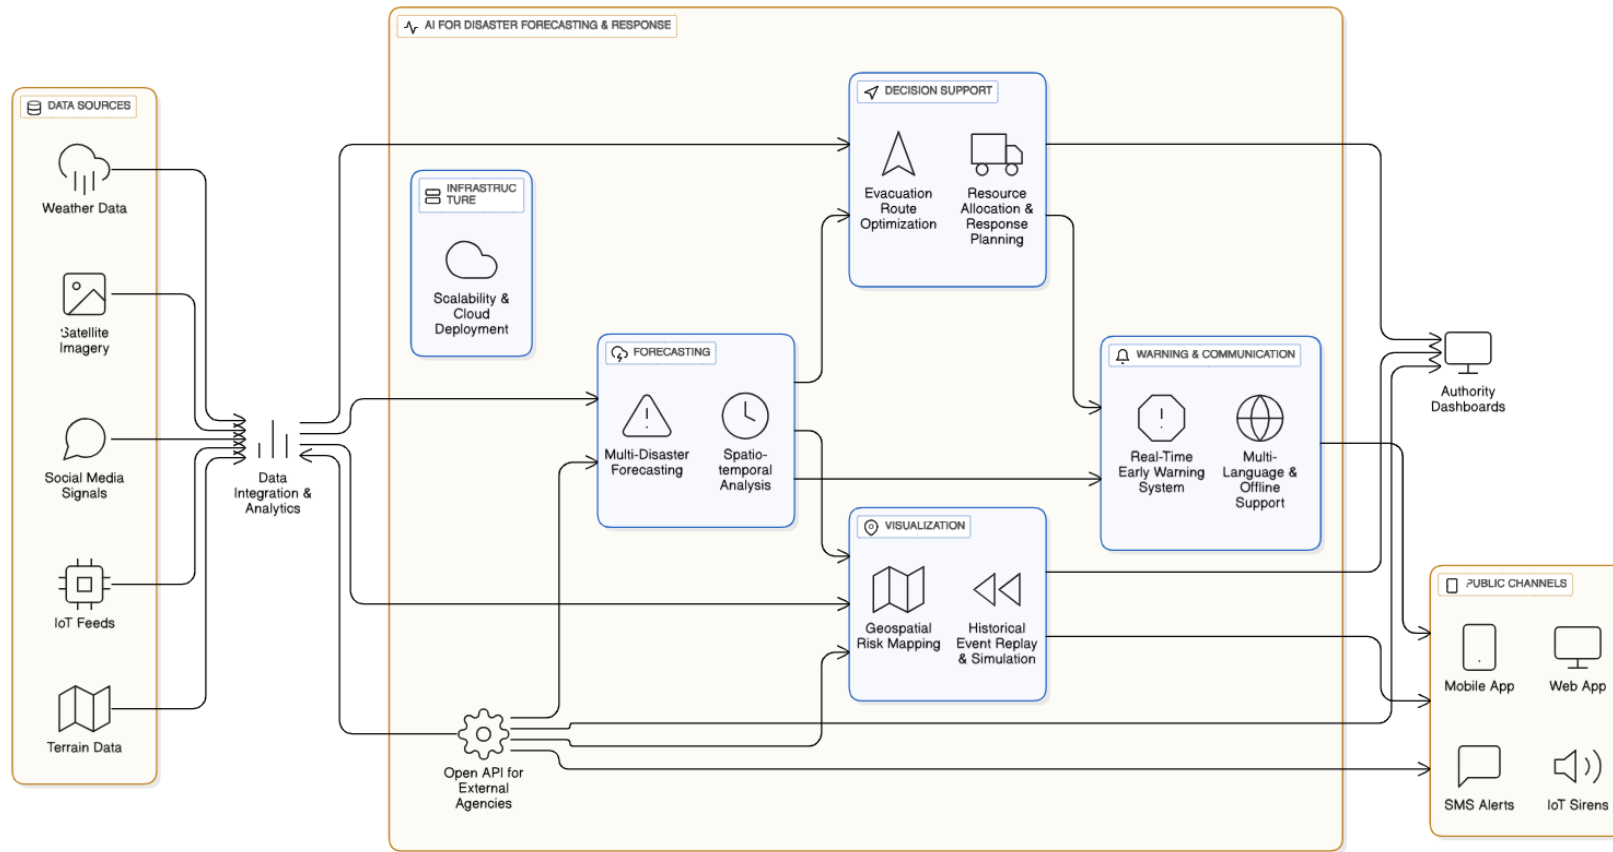 AI FOR DISASTER FORECASTING & RESPONSE
DATA SOURCES
Weather Data
Satellite
Imagery
Social Media
Signals
IoT Feeds
Terrain Data
Data
Integration &
Analytics
INFRASTRUC
TURE
Scalability &
Cloud
Deployment
FORECASTING
Multi-Disaster
Forecasting
Spatio-
temporal
Analysis
DECISION SUPPORT
Evacuation
Route
Optimization
Resource
Allocation &
Response
Planning
WARNING & COMMUNICATION
Real-Time
Early Warning
System
Multi-
Language &
Offline
Support
VISUALIZATION
Geospatial
Risk Mapping
Historical
Event Replay
& Simulation
Open API for
External
Agencies
Authority
Dashboards
PUBLIC CHANNELS
Mobile App
Web App
SMS Alerts
IoT Sirens